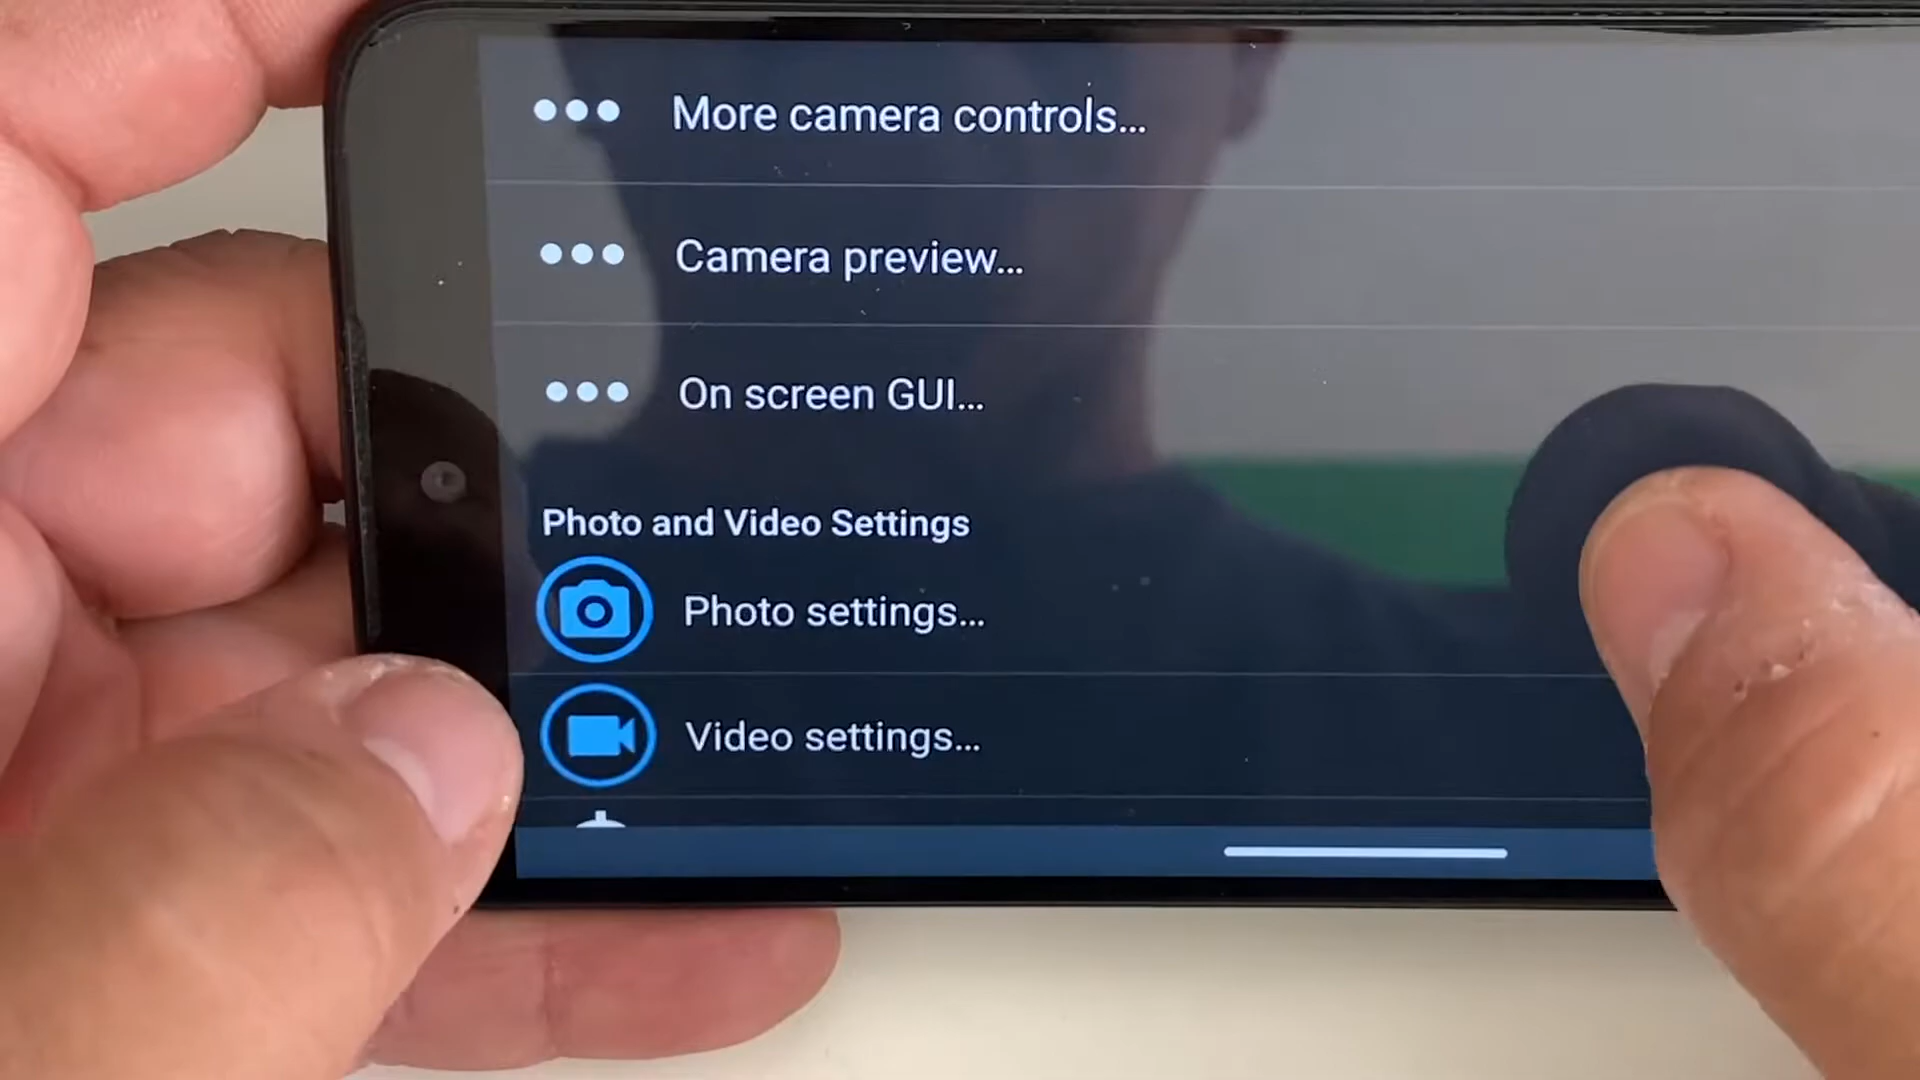 More camera controls...
Camera preview...
On screen GUI...
Photo and Video Settings
Photo settings...
Video settings...